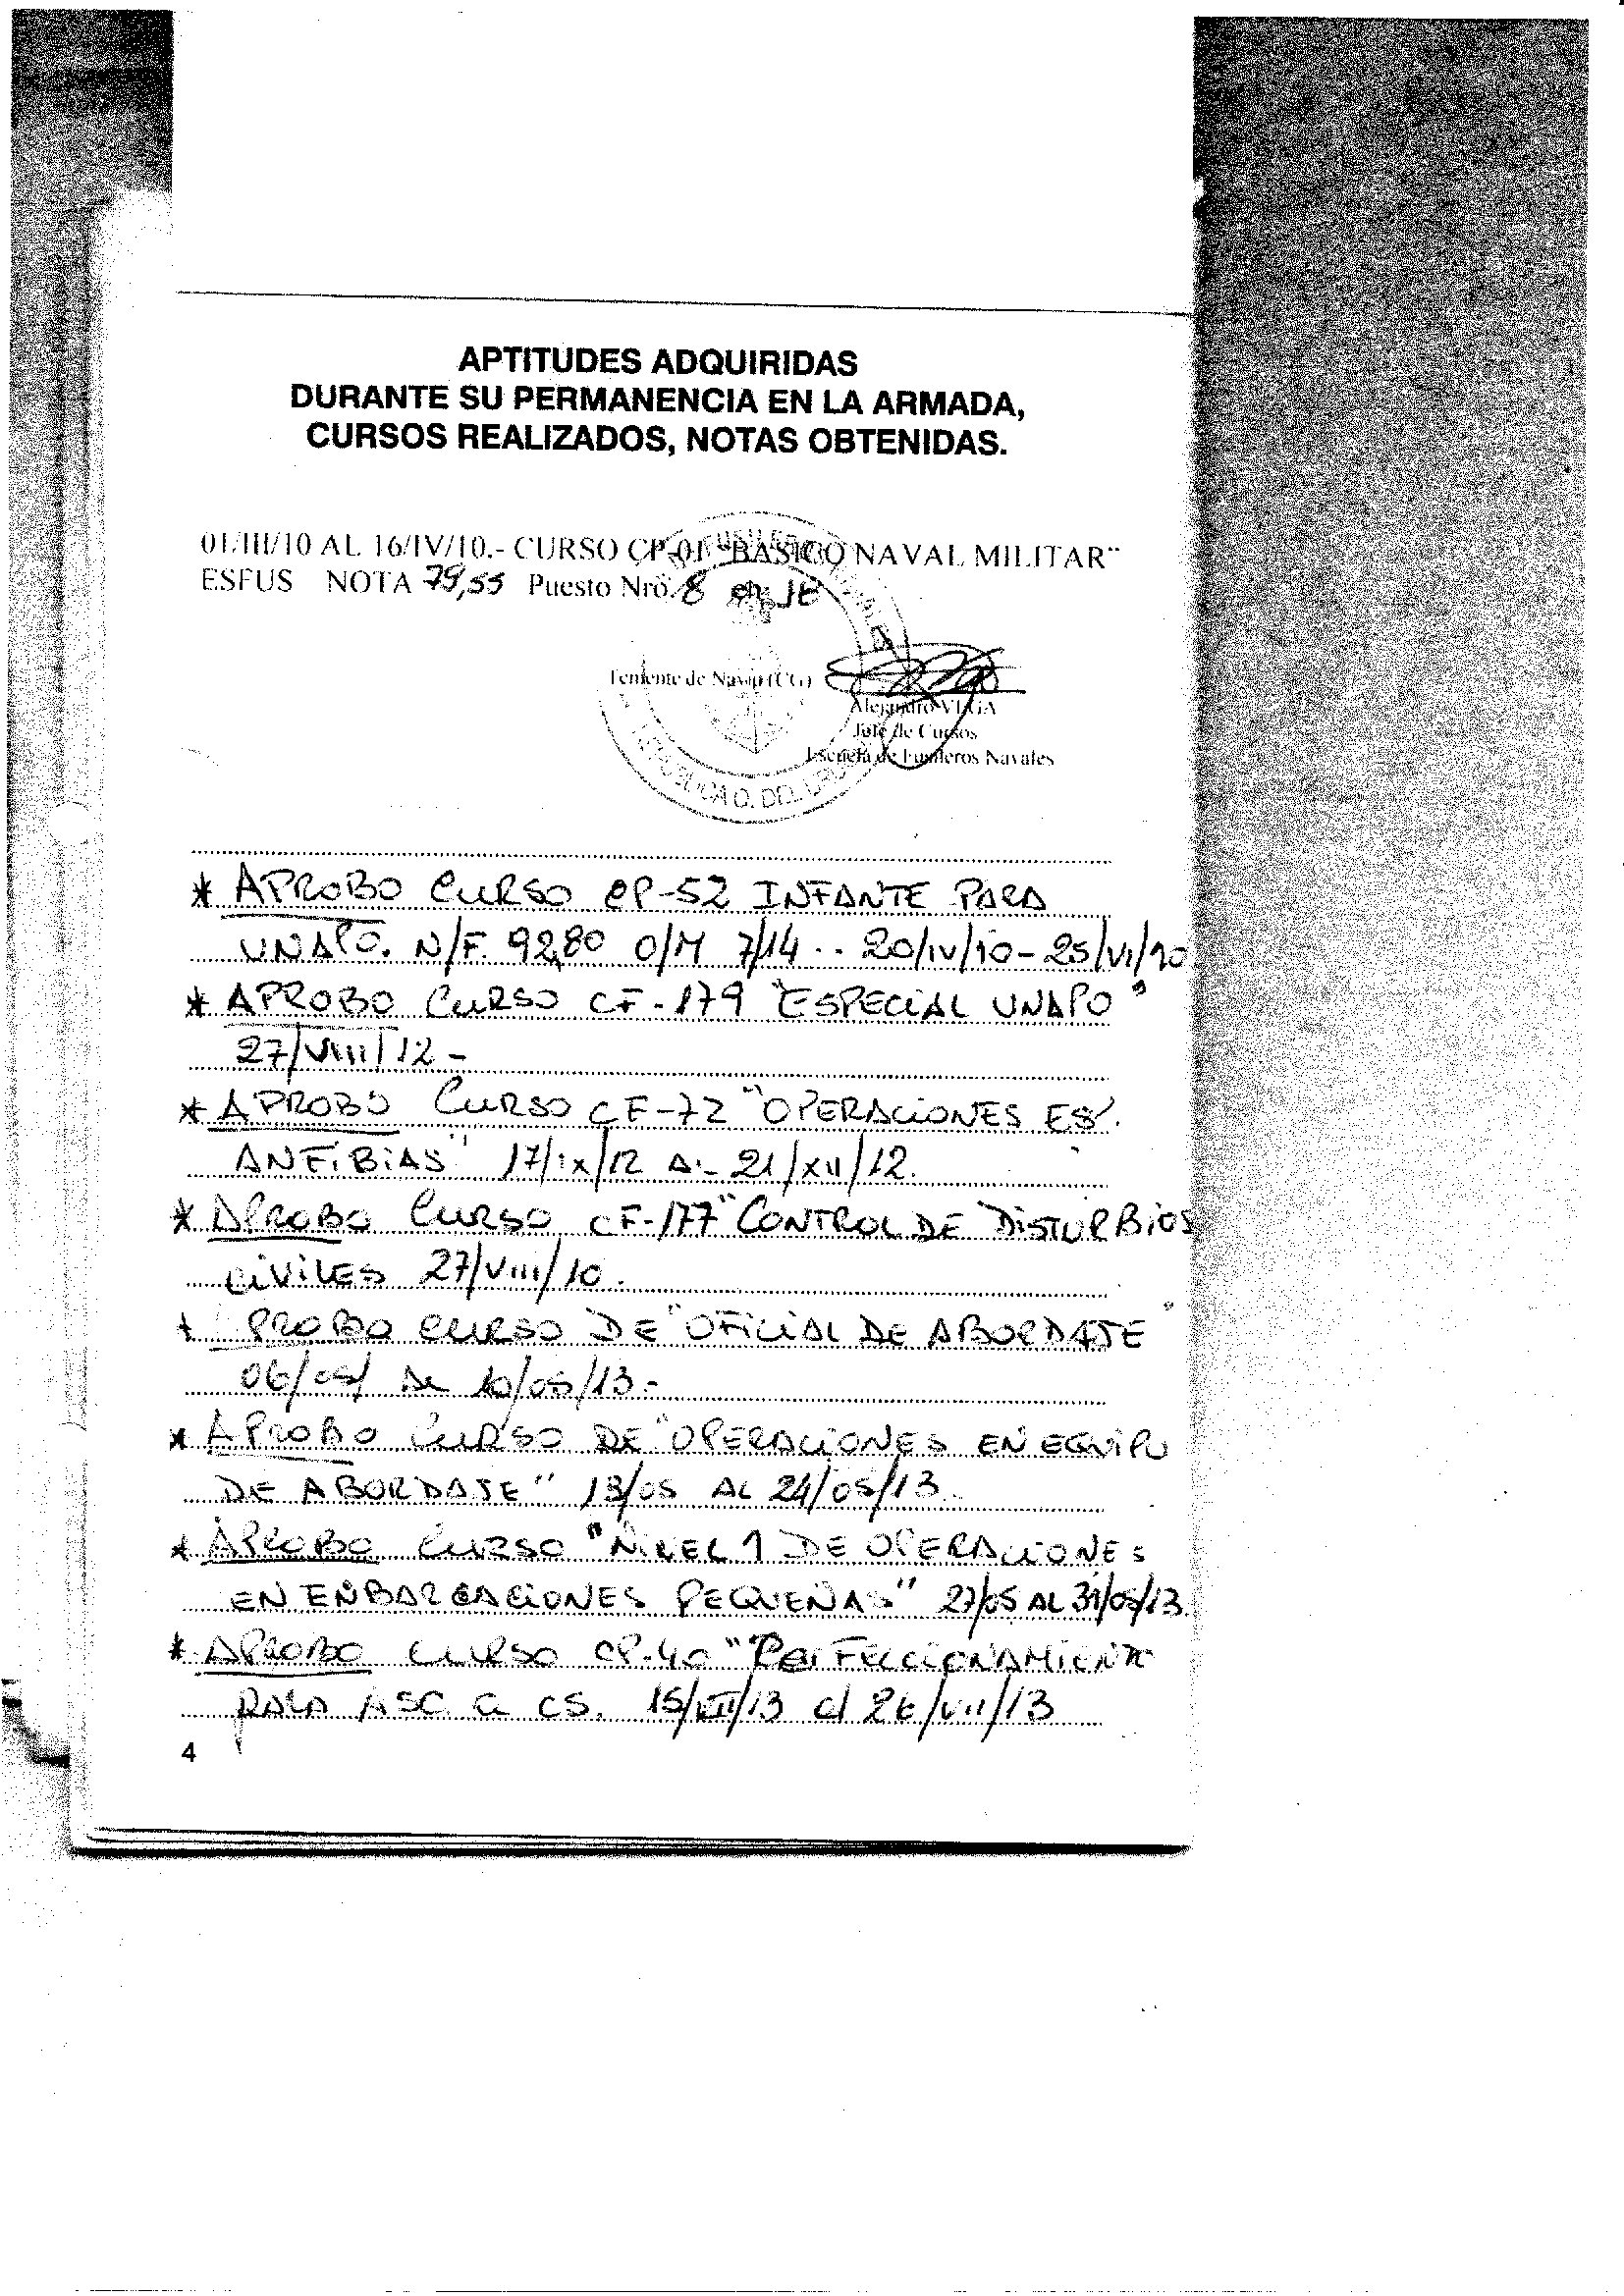 APTITUDES ADQUIRIDAS
DURANTE SU PERMANENCIA EN LA ARMADA,
CURSOS REALIZADOS, NOTAS OBTENIDAS.
01/III/10 AL 16/IV/10.- CURSO CP-01 "BASICO NAVAL MILITAR"
ESFUS NOTA 79,55 Puesto Nro. 8 en
Teniente de Navío (CG)
Alejandro VEGA
Jefe de Cursos
Escuela de Fusileros Navales
REPUBLICA O. DEL
* APROBO CURSO CP-52 INFANTE PARA
UNAPO. N/F. 92,80 O/M 7/14.. 20/IV/10-25/VI/10
* APROBO CURSO CF-179 "ESPECIAL UNAPO"
27/VIII/12-
* APROBO CURSO CF-72 "OPERACIONES ES.
ANFIBIAS" 17/IX/12 AL 21/XII/12.
* APROBO CURSO CF-177 "CONTROL DE DISTURBIOS
CIVILES 27/VIII/10.
* PROBO CURSO DE "OFICIAL DE ABORDAJE"
06/05/ AL 10/05/13.-
* APROBO CURSO DE "OPERACIONES EN EQUIPO
DE ABORDAJE" 13/05 AL 24/05/13.
* APROBO CURSO "NIVEL 1 DE OPERACIONES
EN EMBARCACIONES PEQUEÑAS" 27/05 AL 31/05/13.
* APROBO CURSO CP-40 "PERFECCIONAMIENTO
PARA ASC a CS. 15/VII/13 al 26/VII/13
4